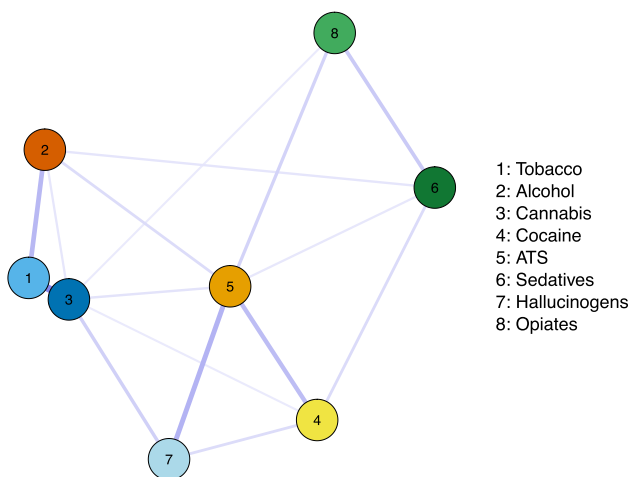 8
2
6
1
3
5
4
7
1: Tobacco
2: Alcohol
3: Cannabis
4: Cocaine
5: ATS
6: Sedatives
7: Hallucinogens
8: Opiates